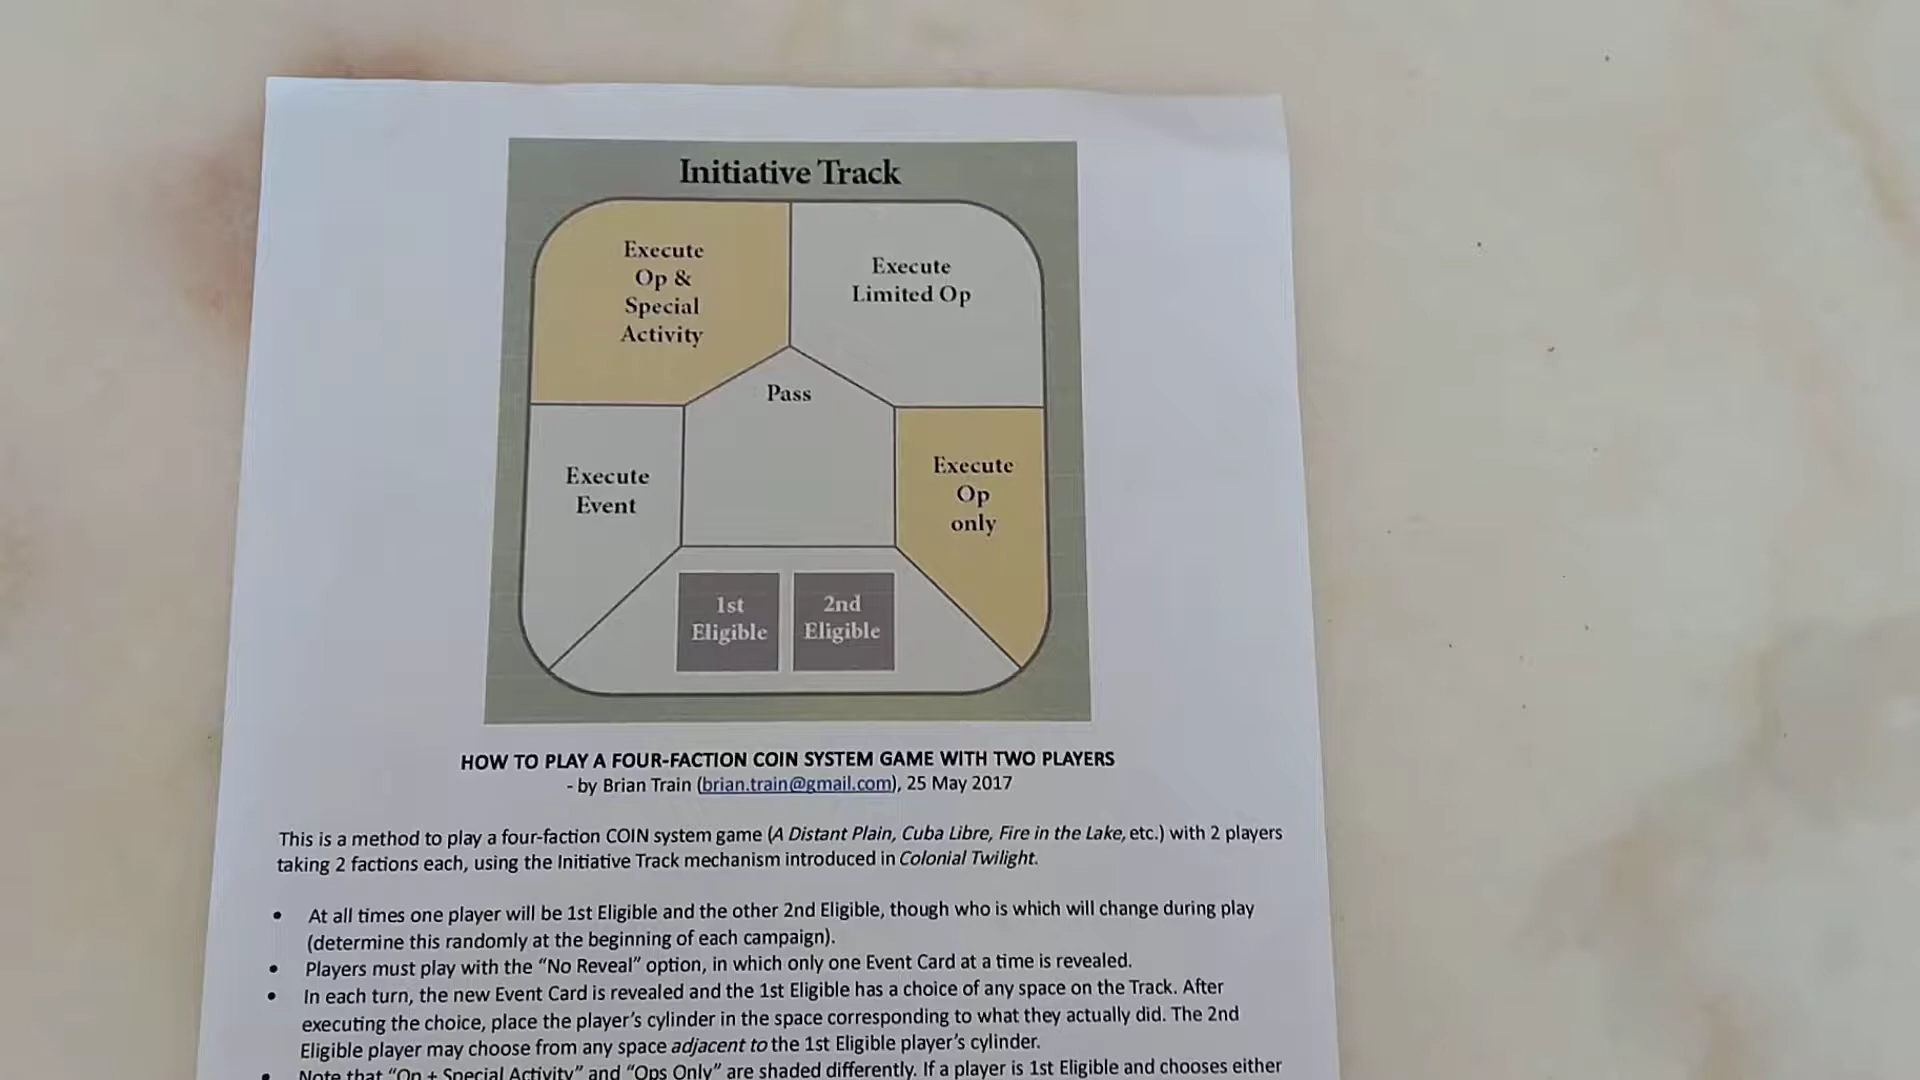 Initiative Track
Execute
Op &
Special
Activity
Execute
Limited Op
Pass
Execute
Event
Execute
Op
only
1st
Eligible
2nd
Eligible
HOW TO PLAY A FOUR-FACTION COIN SYSTEM GAME WITH TWO PLAYERS
- by Brian Train (brian.train@gmail.com), 25 May 2017
This is a method to play a four-faction COIN system game (A Distant Plain, Cuba Libre, Fire in the Lake, etc.) with 2 players
taking 2 factions each, using the Initiative Track mechanism introduced in Colonial Twilight.
• At all times one player will be 1st Eligible and the other 2nd Eligible, though who is which will change during play
(determine this randomly at the beginning of each campaign).
• Players must play with the “No Reveal” option, in which only one Event Card at a time is revealed.
• In each turn, the new Event Card is revealed and the 1st Eligible has a choice of any space on the Track. After
executing the choice, place the player’s cylinder in the space corresponding to what they actually did. The 2nd
Eligible player may choose from any space adjacent to the 1st Eligible player’s cylinder.
• Note that “Op + Special Activity” and “Ops Only” are shaded differently. If a player is 1st Eligible and chooses either